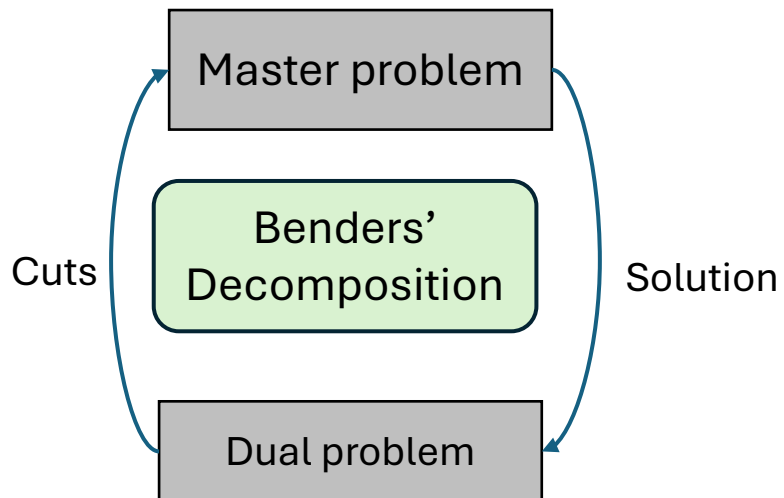 Master problem
Benders’
Decomposition
Cuts
Solution
Dual problem